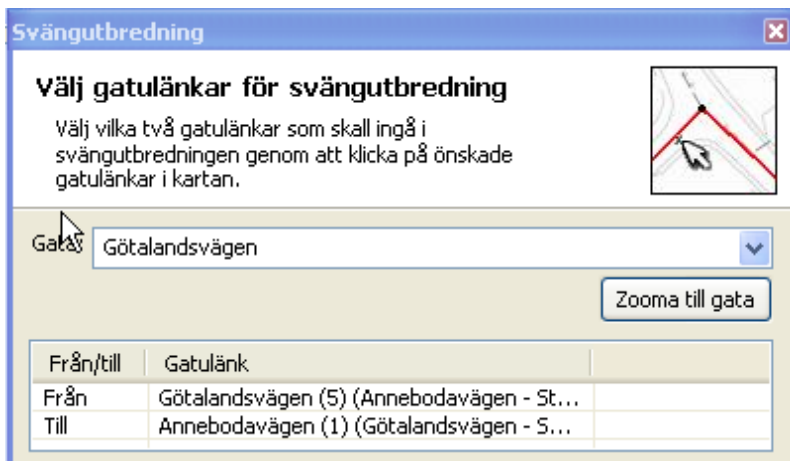 Svängutbredning
Välj gatulänkar för svängutbredning
Välj vilka två gatulänkar som skall ingå i
svängutbredningen genom att klicka på önskade
gatulänkar i kartan.
Gata: Götalandsvägen
Zooma till gata
Från/till Gatulänk
Från Götalandsvägen (5) (Annebodavägen - St...
Till Annebodavägen (1) (Götalandsvägen - S...